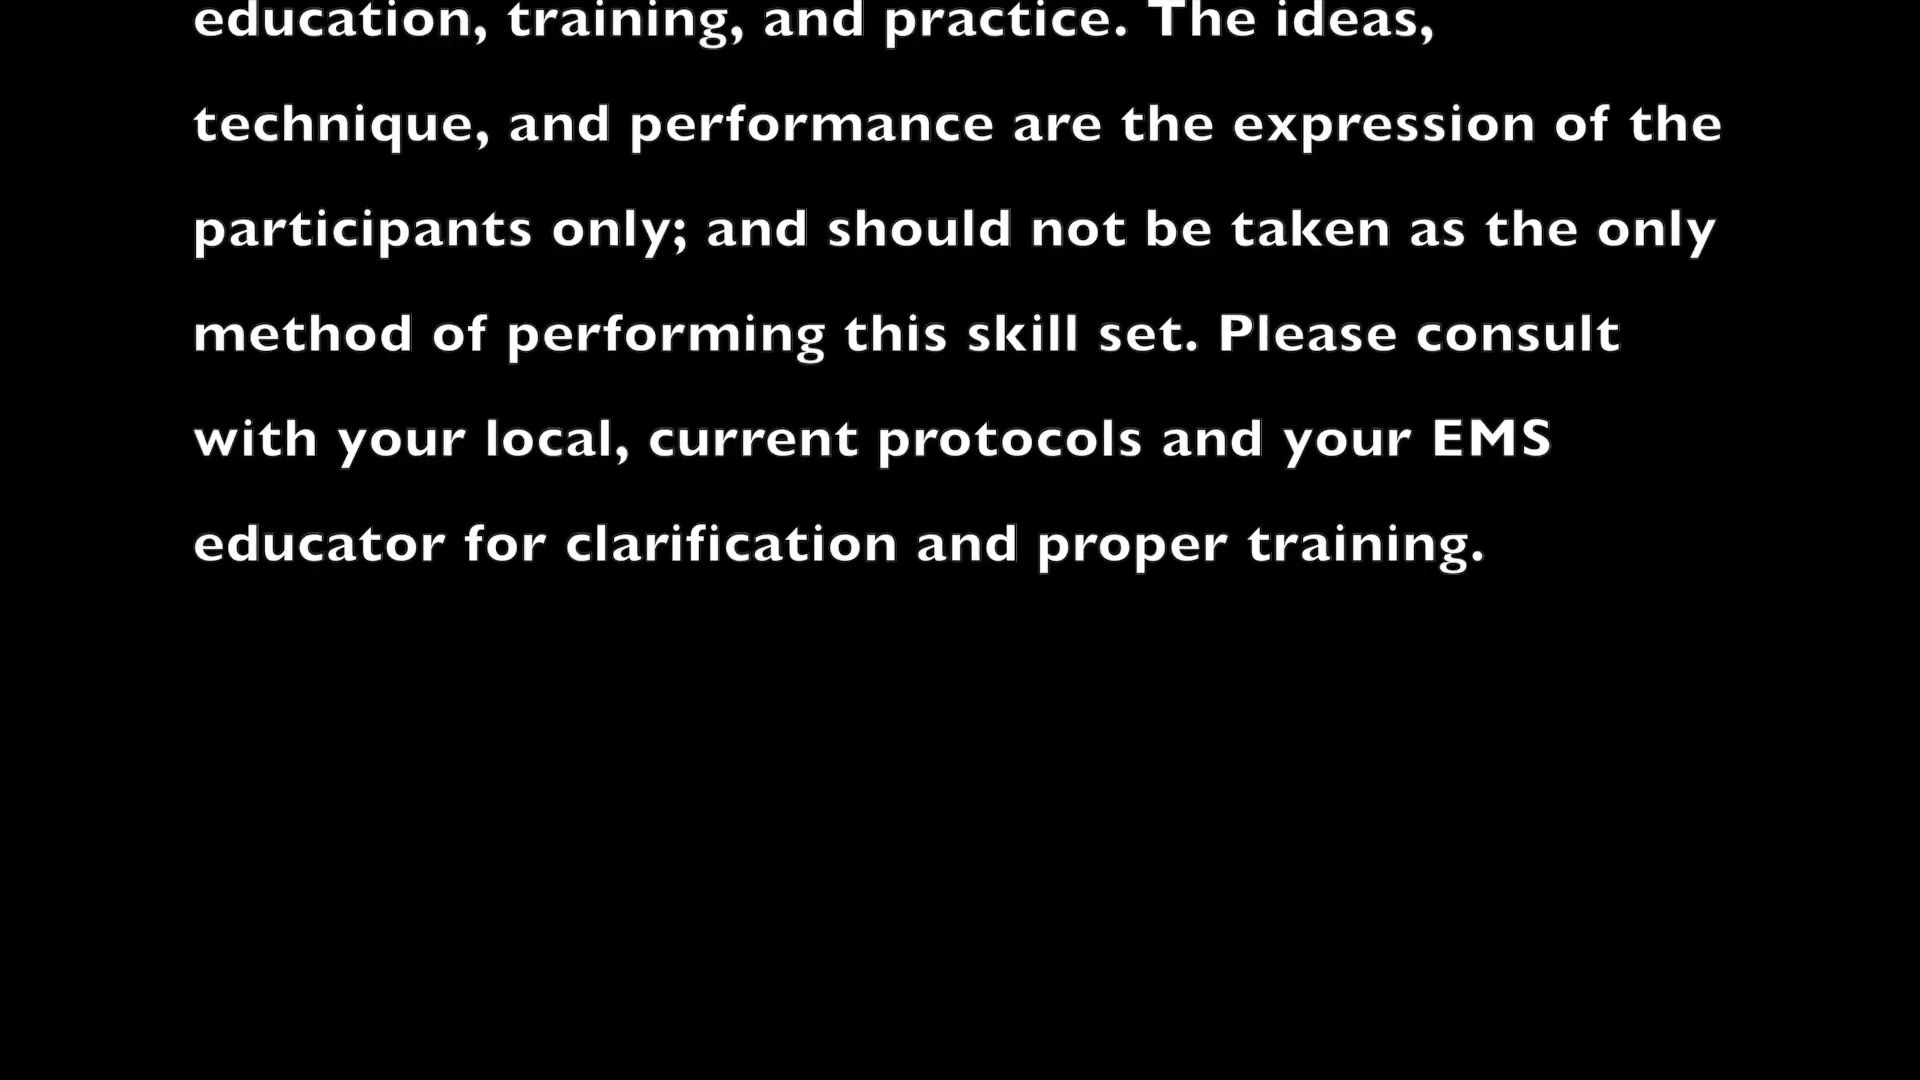 education, training, and practice. The ideas,
technique, and performance are the expression of the
participants only; and should not be taken as the only
method of performing this skill set. Please consult
with your local, current protocols and your EMS
educator for clarification and proper training.